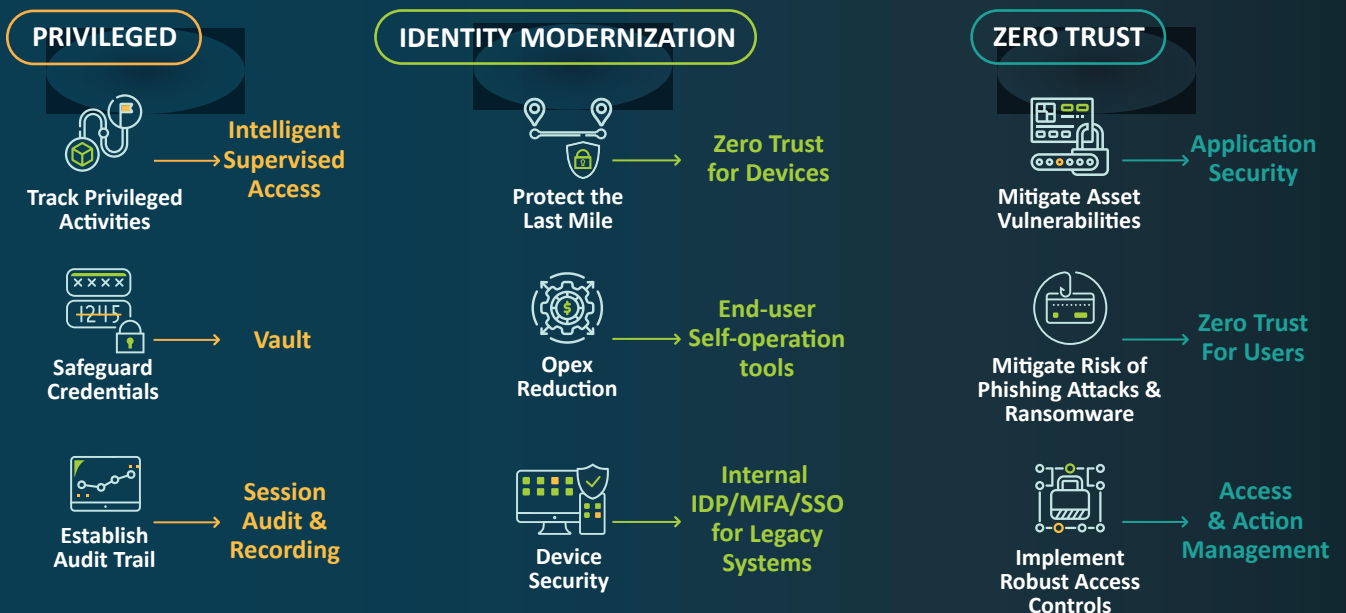 PRIVILEGED
Track Privileged
Activities
Intelligent
Supervised
Access
XXXX
1245
Safeguard
Credentials
Vault
Establish
Audit Trail
Session
Audit &
Recording
IDENTITY MODERNIZATION
Protect the
Last Mile
Zero Trust
for Devices
$
Opex
Reduction
End-user
Self-operation
tools
Device
Security
Internal
IDP/MFA/SSO
for Legacy
Systems
ZERO TRUST
Mitigate Asset
Vulnerabilities
Application
Security
Mitigate Risk of
Phishing Attacks &
Ransomware
Zero Trust
For Users
Implement
Robust Access
Controls
Access
& Action
Management